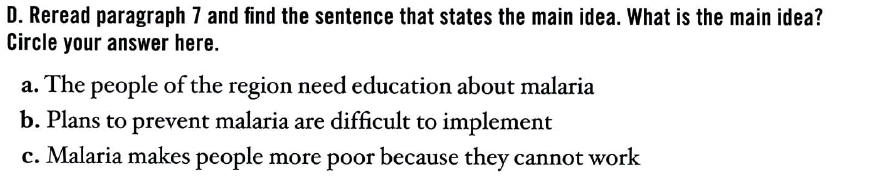 D. Reread paragraph 7 and find the sentence that states the main idea. What is the main idea?
Circle your answer here.
a. The people of the region need education about malaria
b. Plans to prevent malaria are difficult to implement
c. Malaria makes people more poor because they cannot work